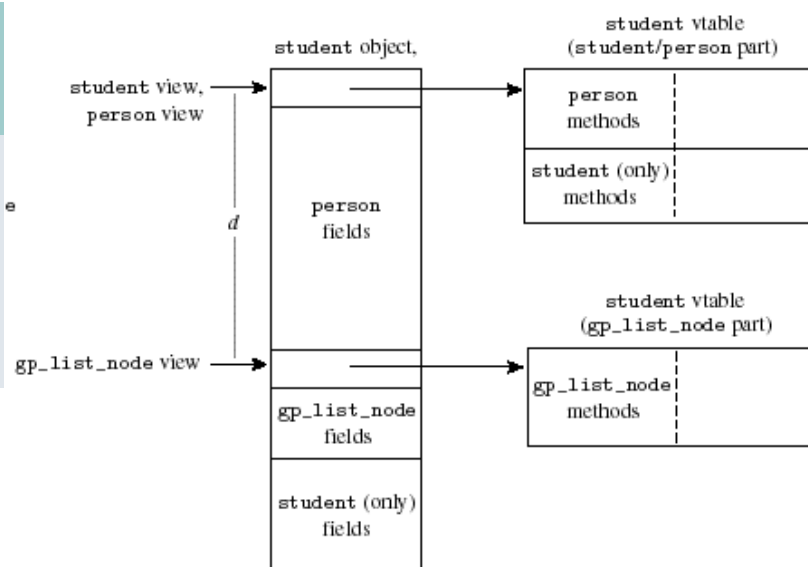 student vtable
(student/person part)
student object,
student view,
person view
person
methods
student (only)
methods
e
person
fields
d
student vtable
(gp_list_node part)
gp_list_node view
gp_list_node
methods
gp_list_node
fields
student (only)
fields